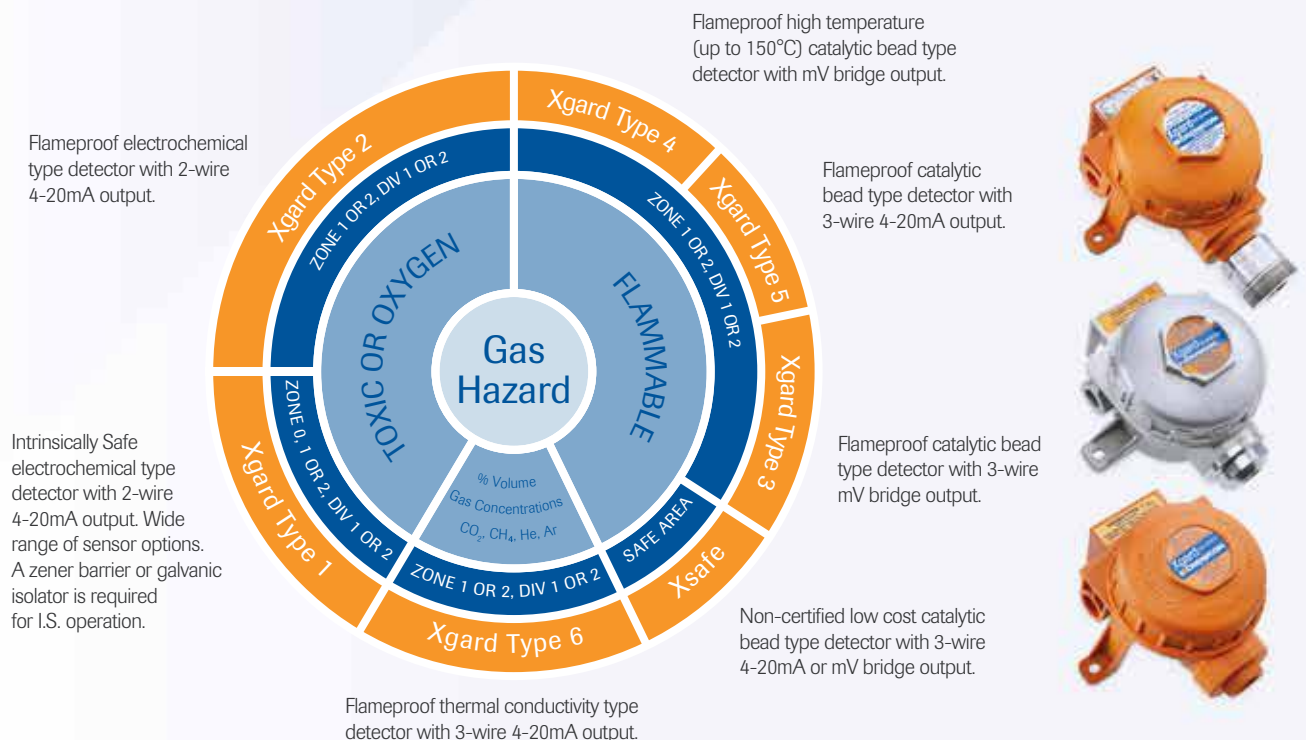 Flameproof high temperature
(up to 150°C) catalytic bead type
detector with mV bridge output.
Flameproof electrochemical
type detector with 2-wire
4-20mA output.
Flameproof catalytic
bead type detector with
3-wire 4-20mA output.
Intrinsically Safe
electrochemical type
detector with 2-wire
4-20mA output. Wide
range of sensor options.
A zener barrier or galvanic
isolator is required
for I.S. operation.
Flameproof catalytic bead
type detector with 3-wire
mV bridge output.
Non-certified low cost catalytic
bead type detector with 3-wire
4-20mA or mV bridge output.
Flameproof thermal conductivity type
detector with 3-wire 4-20mA output.
Xgard Type 2
Xgard Type 4
Xgard Type 5
Xgard Type 3
Xsafe
Xgard Type 6
Xgard Type 1
ZONE 1 OR 2, DIV 1 OR 2
ZONE 1 OR 2, DIV 1 OR 2
SAFE AREA
ZONE 1 OR 2, DIV 1 OR 2
ZONE 0, 1 OR 2, DIV 1 OR 2
TOXIC OR OXYGEN
FLAMMABLE
% Volume
Gas Concentrations
CO₂, CH₄, He, Ar
Gas
Hazard